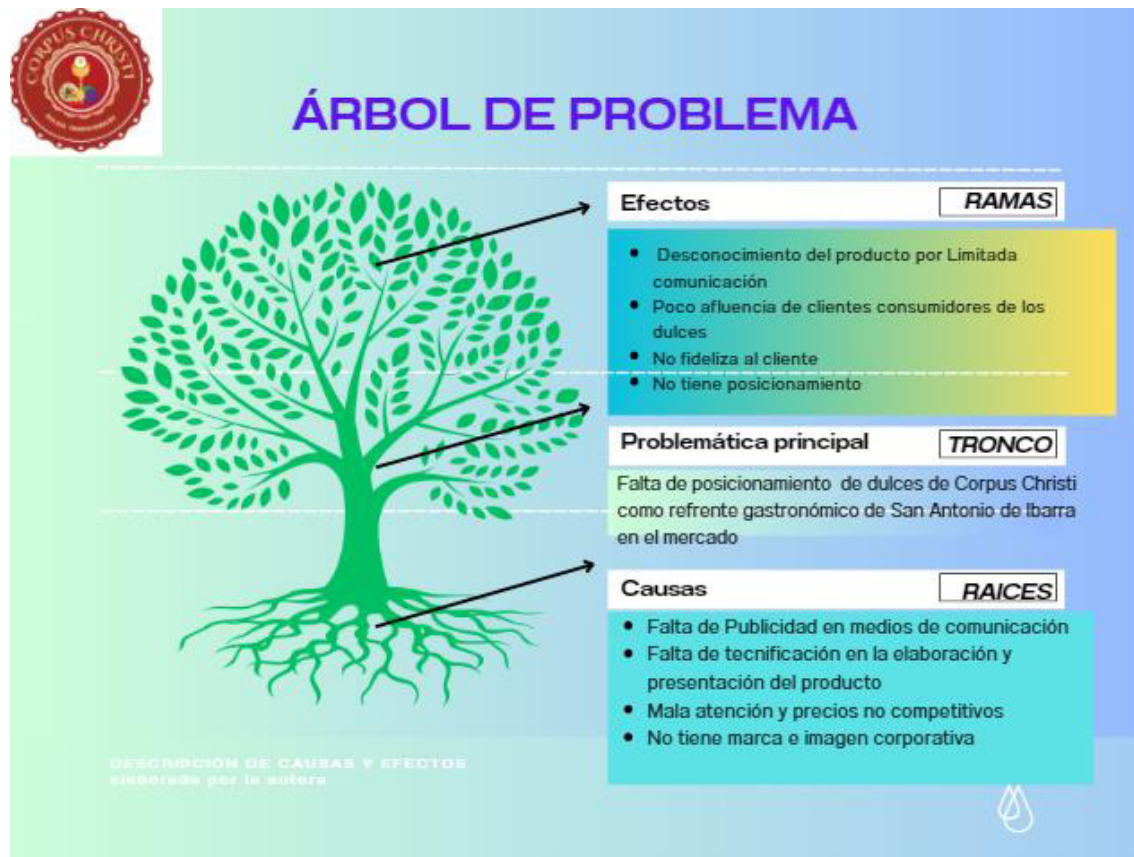 CORPUS CHRISTI
ÁRBOL DE PROBLEMA
Efectos
RAMAS
Desconocimiento del producto por Limitada
comunicación
Poco afluencia de clientes consumidores de los
dulces
No fideliza al cliente
No tiene posicionamiento
Problemática principal
TRONCO
Falta de posicionamiento de dulces de Corpus Christi
como refrente gastronómico de San Antonio de Ibarra
en el mercado
Causas
RAICES
Falta de Publicidad en medios de comunicación
Falta de tecnificación en la elaboración y
presentación del producto
Mala atención y precios no competitivos
No tiene marca e imagen corporativa
DESCRIPCIÓN DE CAUSAS Y EFECTOS
elaborada por la autora